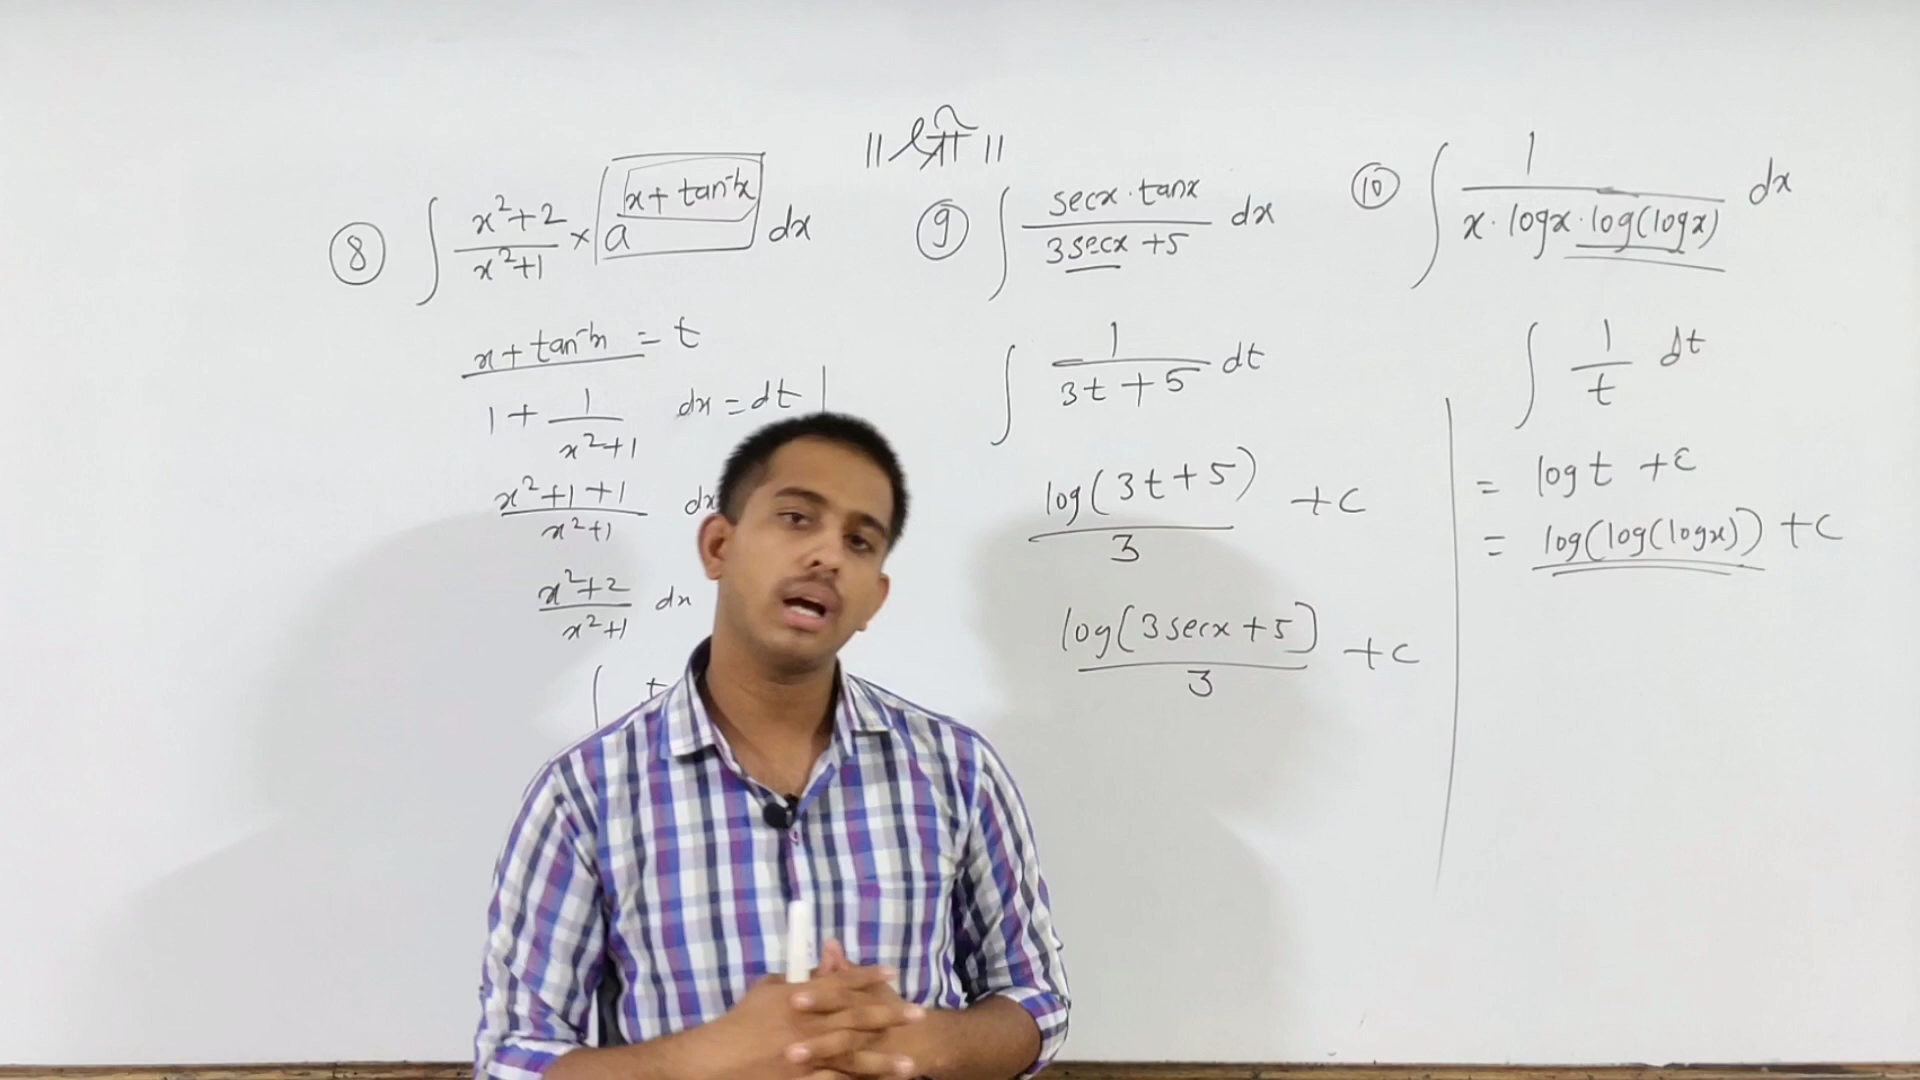 ॥ श्री ॥
⑧ ∫ x²+2 / x²+1 × a^(x + tan⁻¹x) dx
x + tan⁻¹x = t
1 + 1 / x²+1 dx = dt
x²+1+1 / x²+1 dx
x²+2 / x²+1 dx
∫ t
⑨ ∫ secx·tanx / 3secx+5 dx
∫ 1 / 3t+5 dt
log(3t+5) / 3 + c
log(3secx+5) / 3 + c
⑩ ∫ 1 / x·logx·log(logx) dx
∫ 1 / t dt
= logt + c
= log(log(logx)) + c